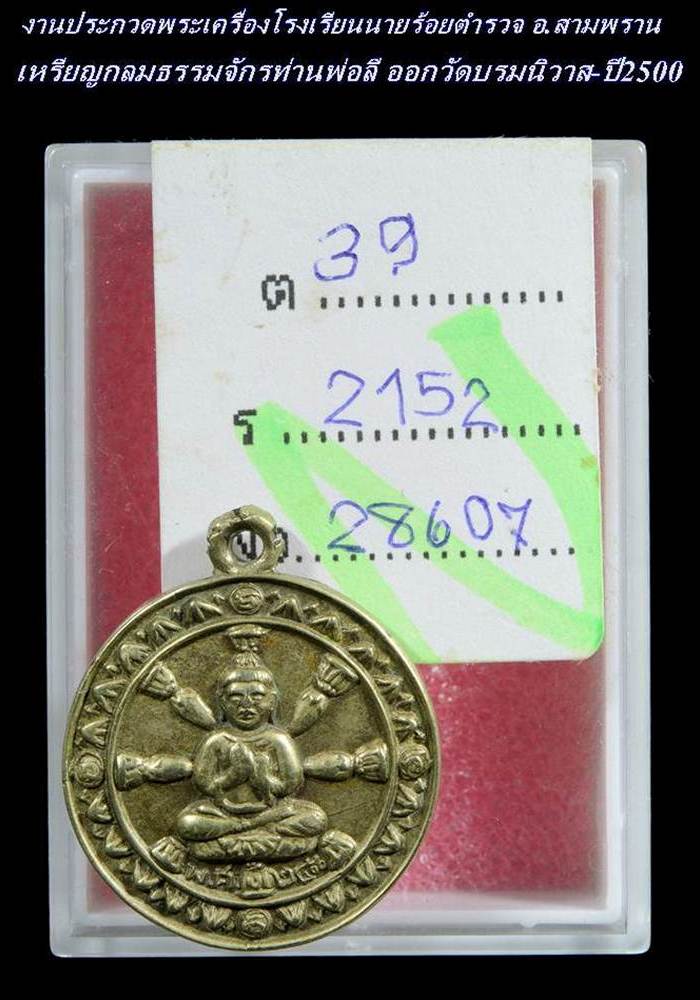 งานประกวดพระเครื่องโรงเรียนนายร้อยตำรวจ อ.สามพราน
เหรียญกลมธรรมจักรท่านพ่อลี ออกวัดบรมนิวาส-ปี2500
ต 39
ร 2152
28607